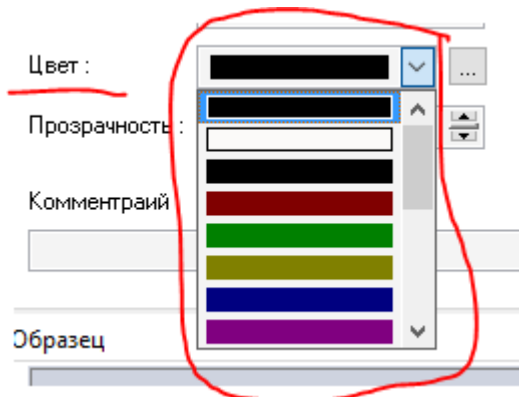 Цвет :
...
Прозрачность :
Комментраий
Образец